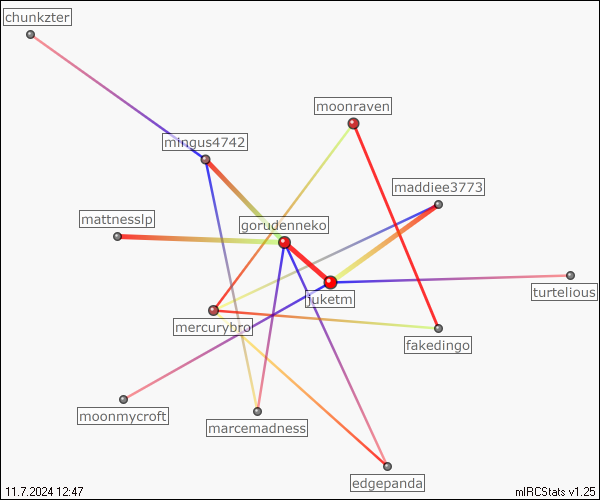 chunkzter
moonraven
mingus4742
maddiee3773
mattnesslp
gorudenneko
turtelious
juketm
mercurybro
fakedingo
moonmycroft
marcemadness
edgepanda
11.7.2024 12:47
mIRCStats v1.25